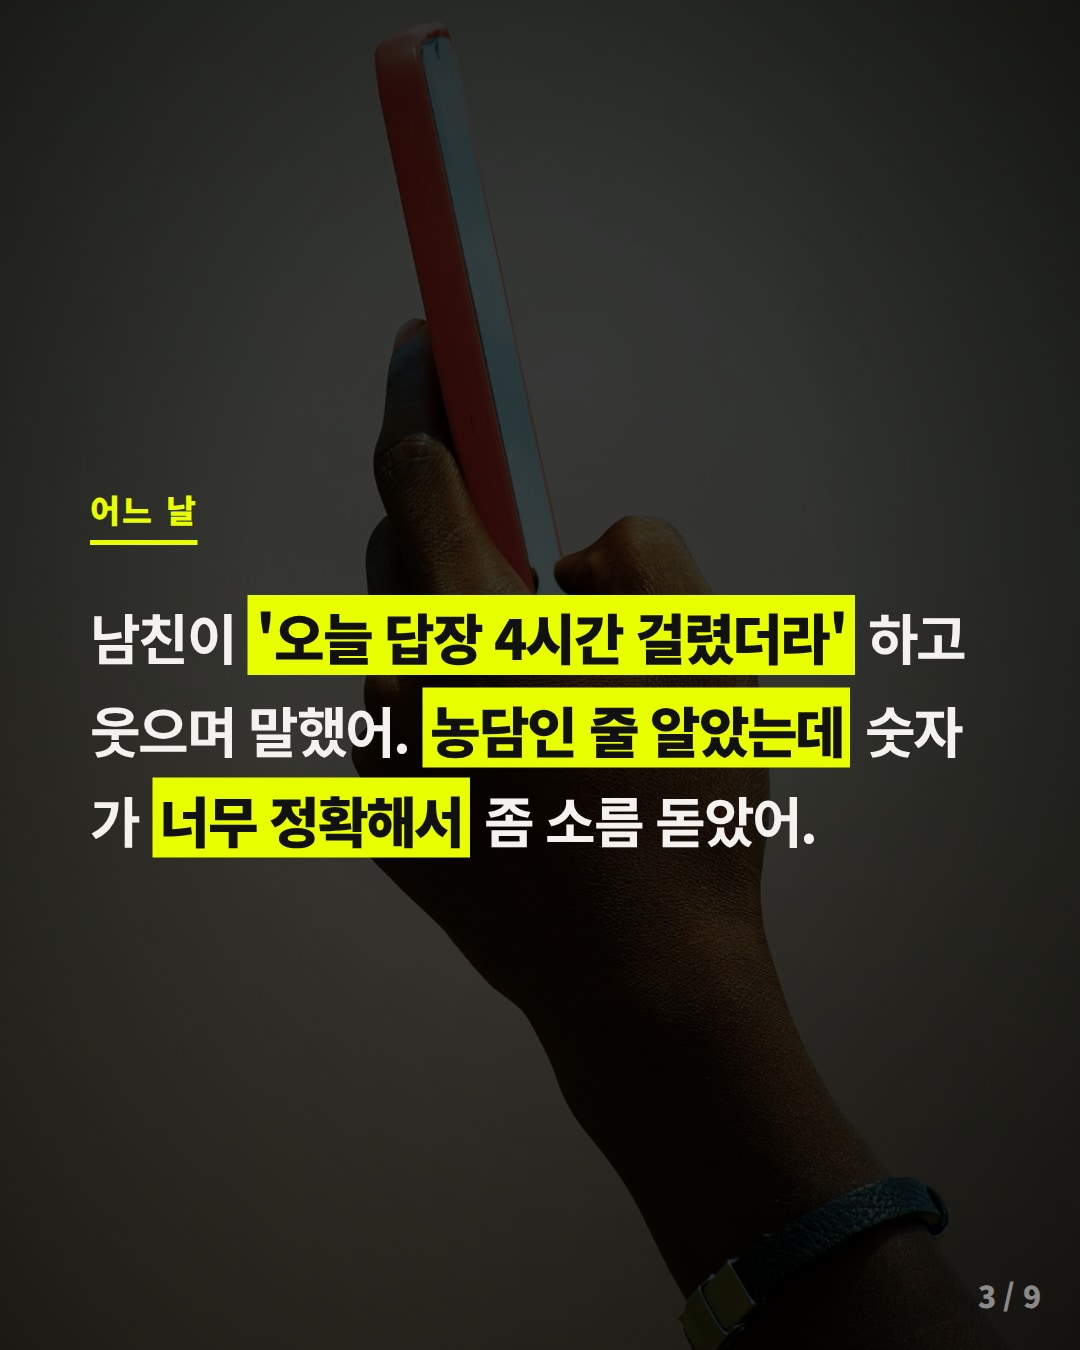 어느 날
남친이 '오늘 답장 4시간 걸렸더라' 하고
웃으며 말했어. 농담인 줄 알았는데 숫자
가 너무 정확해서 좀 소름 돋았어.
3 / 9